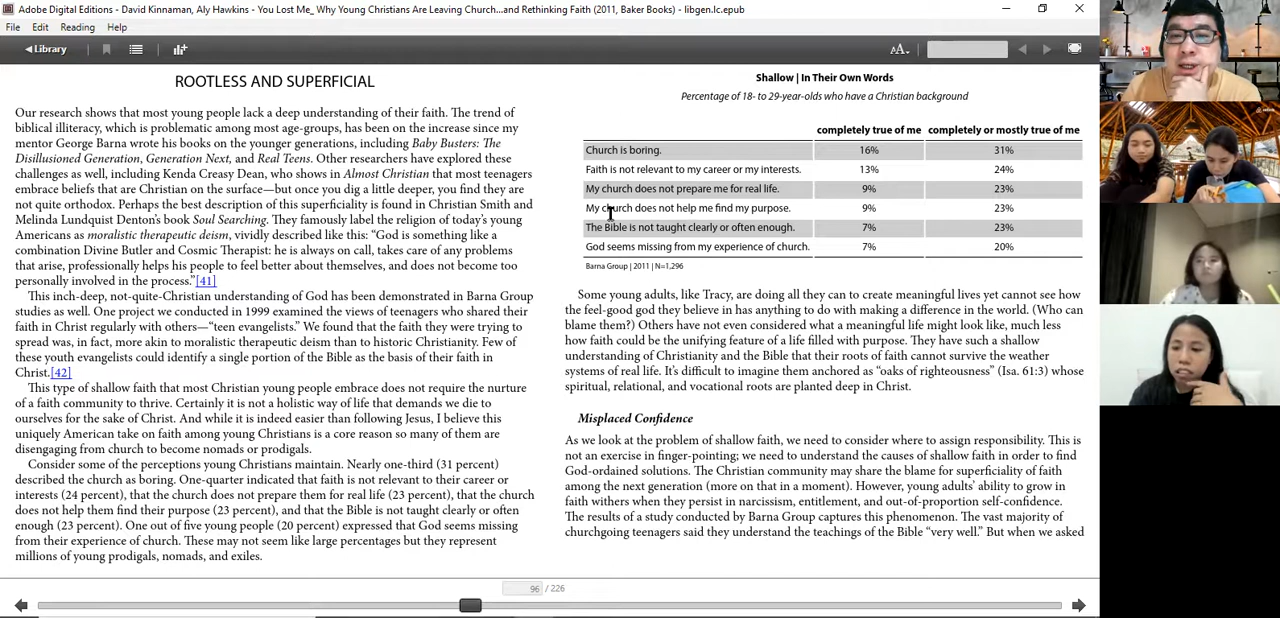 Adobe Digital Editions - David Kinnaman, Aly Hawkins - You Lost Me_ Why Young Christians Are Leaving Church...and Rethinking Faith (2011, Baker Books) - libgen.lc.epub
File Edit Reading Help
Library
AA
ROOTLESS AND SUPERFICIAL
Our research shows that most young people lack a deep understanding of their faith. The trend of
biblical illiteracy, which is problematic among most age-groups, has been on the increase since my
mentor George Barna wrote his books on the younger generations, including Baby Busters: The
Disillusioned Generation, Generation Next, and Real Teens. Other researchers have explored these
challenges as well, including Kenda Creasy Dean, who shows in Almost Christian that most teenagers
embrace beliefs that are Christian on the surface—but once you dig a little deeper, you find they are
not quite orthodox. Perhaps the best description of this superficiality is found in Christian Smith and
Melinda Lundquist Denton's book Soul Searching. They famously label the religion of today's young
Americans as moralistic therapeutic deism, vividly described like this: “God is something like a
combination Divine Butler and Cosmic Therapist: he is always on call, takes care of any problems
that arise, professionally helps his people to feel better about themselves, and does not become too
personally involved in the process.”[41]
This inch-deep, not-quite-Christian understanding of God has been demonstrated in Barna Group
studies as well. One project we conducted in 1999 examined the views of teenagers who shared their
faith in Christ regularly with others—“teen evangelists.” We found that the faith they were trying to
spread was, in fact, more akin to moralistic therapeutic deism than to historic Christianity. Few of
these youth evangelists could identify a single portion of the Bible as the basis of their faith in
Christ.[42]
This type of shallow faith that most Christian young people embrace does not require the nurture
of a faith community to thrive. Certainly it is not a holistic way of life that demands we die to
ourselves for the sake of Christ. And while it is indeed easier than following Jesus, I believe this
uniquely American take on faith among young Christians is a core reason so many of them are
disengaging from church to become nomads or prodigals.
Consider some of the perceptions young Christians maintain. Nearly one-third (31 percent)
described the church as boring. One-quarter indicated that faith is not relevant to their career or
interests (24 percent), that the church does not prepare them for real life (23 percent), that the church
does not help them find their purpose (23 percent), and that the Bible is not taught clearly or often
enough (23 percent). One out of five young people (20 percent) expressed that God seems missing
from their experience of church. These may not seem like large percentages but they represent
millions of young prodigals, nomads, and exiles.
Shallow | In Their Own Words
Percentage of 18- to 29-year-olds who have a Christian background
completely true of me completely or mostly true of me
Church is boring. 16% 31%
Faith is not relevant to my career or my interests. 13% 24%
My church does not prepare me for real life. 9% 23%
My church does not help me find my purpose. 9% 23%
The Bible is not taught clearly or often enough. 7% 23%
God seems missing from my experience of church. 7% 20%
Barna Group | 2011 | N=1,296
Some young adults, like Tracy, are doing all they can to create meaningful lives yet cannot see how
the feel-good god they believe in has anything to do with making a difference in the world. (Who can
blame them?) Others have not even considered what a meaningful life might look like, much less
how faith could be the unifying feature of a life filled with purpose. They have such a shallow
understanding of Christianity and the Bible that their roots of faith cannot survive the weather
systems of real life. It's difficult to imagine them anchored as “oaks of righteousness” (Isa. 61:3) whose
spiritual, relational, and vocational roots are planted deep in Christ.
Misplaced Confidence
As we look at the problem of shallow faith, we need to consider where to assign responsibility. This is
not an exercise in finger-pointing; we need to understand the causes of shallow faith in order to find
God-ordained solutions. The Christian community may share the blame for superficiality of faith
among the next generation (more on that in a moment). However, young adults' ability to grow in
faith withers when they persist in narcissism, entitlement, and out-of-proportion self-confidence.
The results of a study conducted by Barna Group captures this phenomenon. The vast majority of
churchgoing teenagers said they understand the teachings of the Bible “very well.” But when we asked
96 / 226